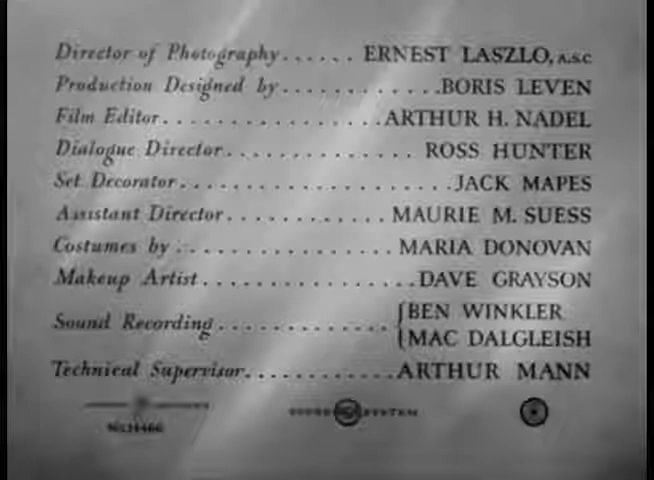 Director of Photography...... ERNEST LASZLO, A.S.C
Production Designed by............BORIS LEVEN
Film Editor.................ARTHUR H. NADEL
Dialogue Director.............. ROSS HUNTER
Set Decorator.....................JACK MAPES
Assistant Director............MAURIE M. SUESS
Costumes by ................MARIA DONOVAN
Makeup Artist................DAVE GRAYSON
Sound Recording............. BEN WINKLER
MAC DALGLEISH
Technical Supervisor...........ARTHUR MANN
SYSTEM